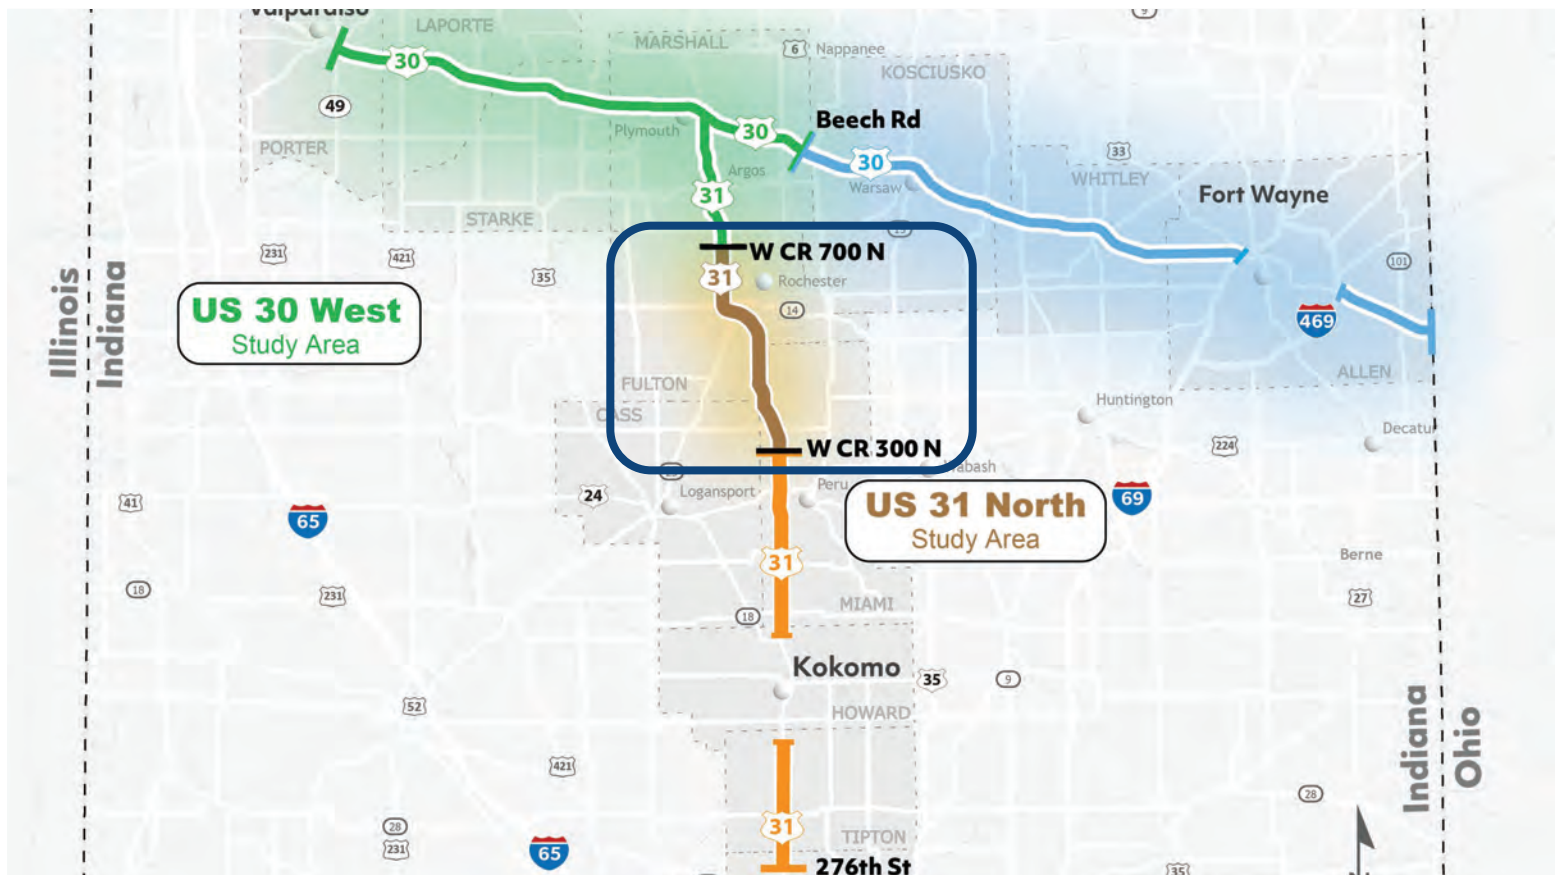 Valparaiso
LAPORTE
9
MARSHALL
6
Nappanee
KOSCIUSKO
30
49
Beech Rd
Plymouth
30
PORTER
30
33
Argos
Warsaw
WHITLEY
31
Fort Wayne
STARKE
15
231
421
W CR 700 N
101
35
31
Rochester
US 30 West
Study Area
14
469
Illinois
Indiana
ALLEN
FULTON
Huntington
CASS
Decatur
W CR 300 N
224
Wabash
41
24
Logansport
Peru
69
65
US 31 North
Study Area
31
Berne
18
231
27
18
MIAMI
Kokomo
35
9
52
HOWARD
Indiana
Ohio
421
28
28
31
TIPTON
231
65
276th St
35